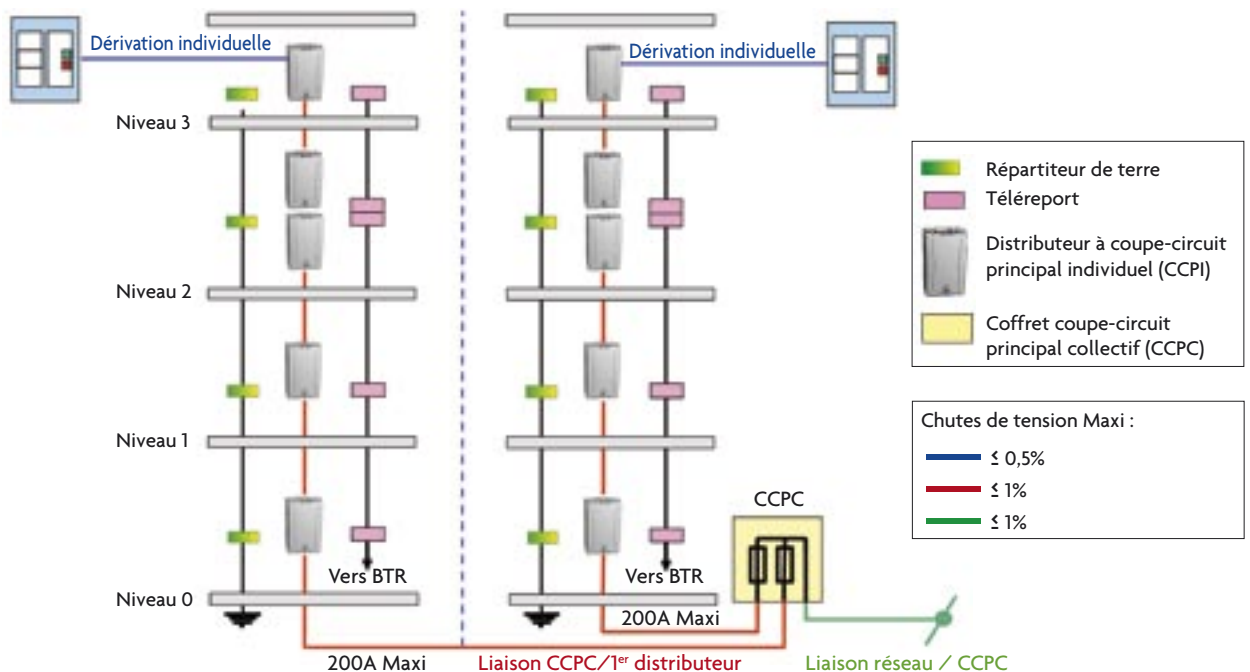 Dérivation individuelle
Dérivation individuelle
Niveau 3
Niveau 2
Niveau 1
Niveau 0
Vers BTR
Vers BTR
CCPC
200A Maxi
200A Maxi
Liaison CCPC/1er distributeur
Liaison réseau / CCPC
Répartiteur de terre
Téléreport
Distributeur à coupe-circuit
principal individuel (CCPI)
Coffret coupe-circuit
principal collectif (CCPC)
Chutes de tension Maxi :
≤ 0,5%
≤ 1%
≤ 1%